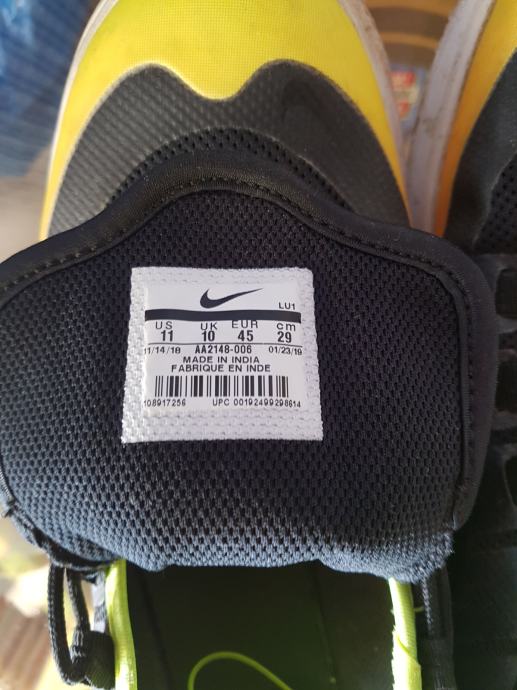 LU1
US UK EUR cm
11 10 45 29
11/14/18 AA2148-006 01/23/19
MADE IN INDIA
FABRIQUE EN INDE
108917256 UPC 00192499298614